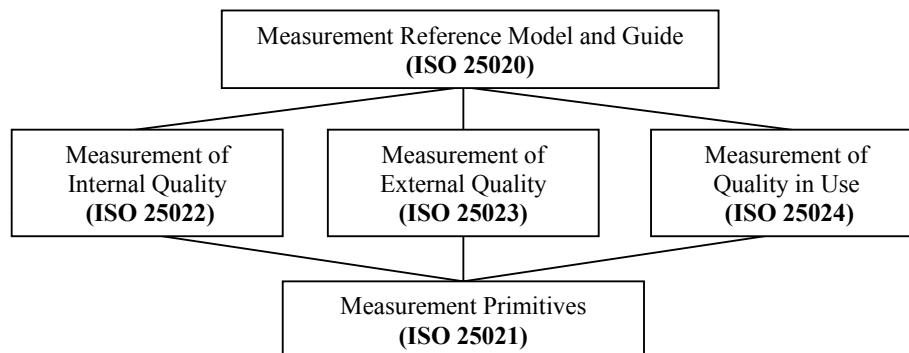 Measurement Reference Model and Guide
(ISO 25020)
Measurement of
Internal Quality
(ISO 25022)
Measurement of
External Quality
(ISO 25023)
Measurement of
Quality in Use
(ISO 25024)
Measurement Primitives
(ISO 25021)